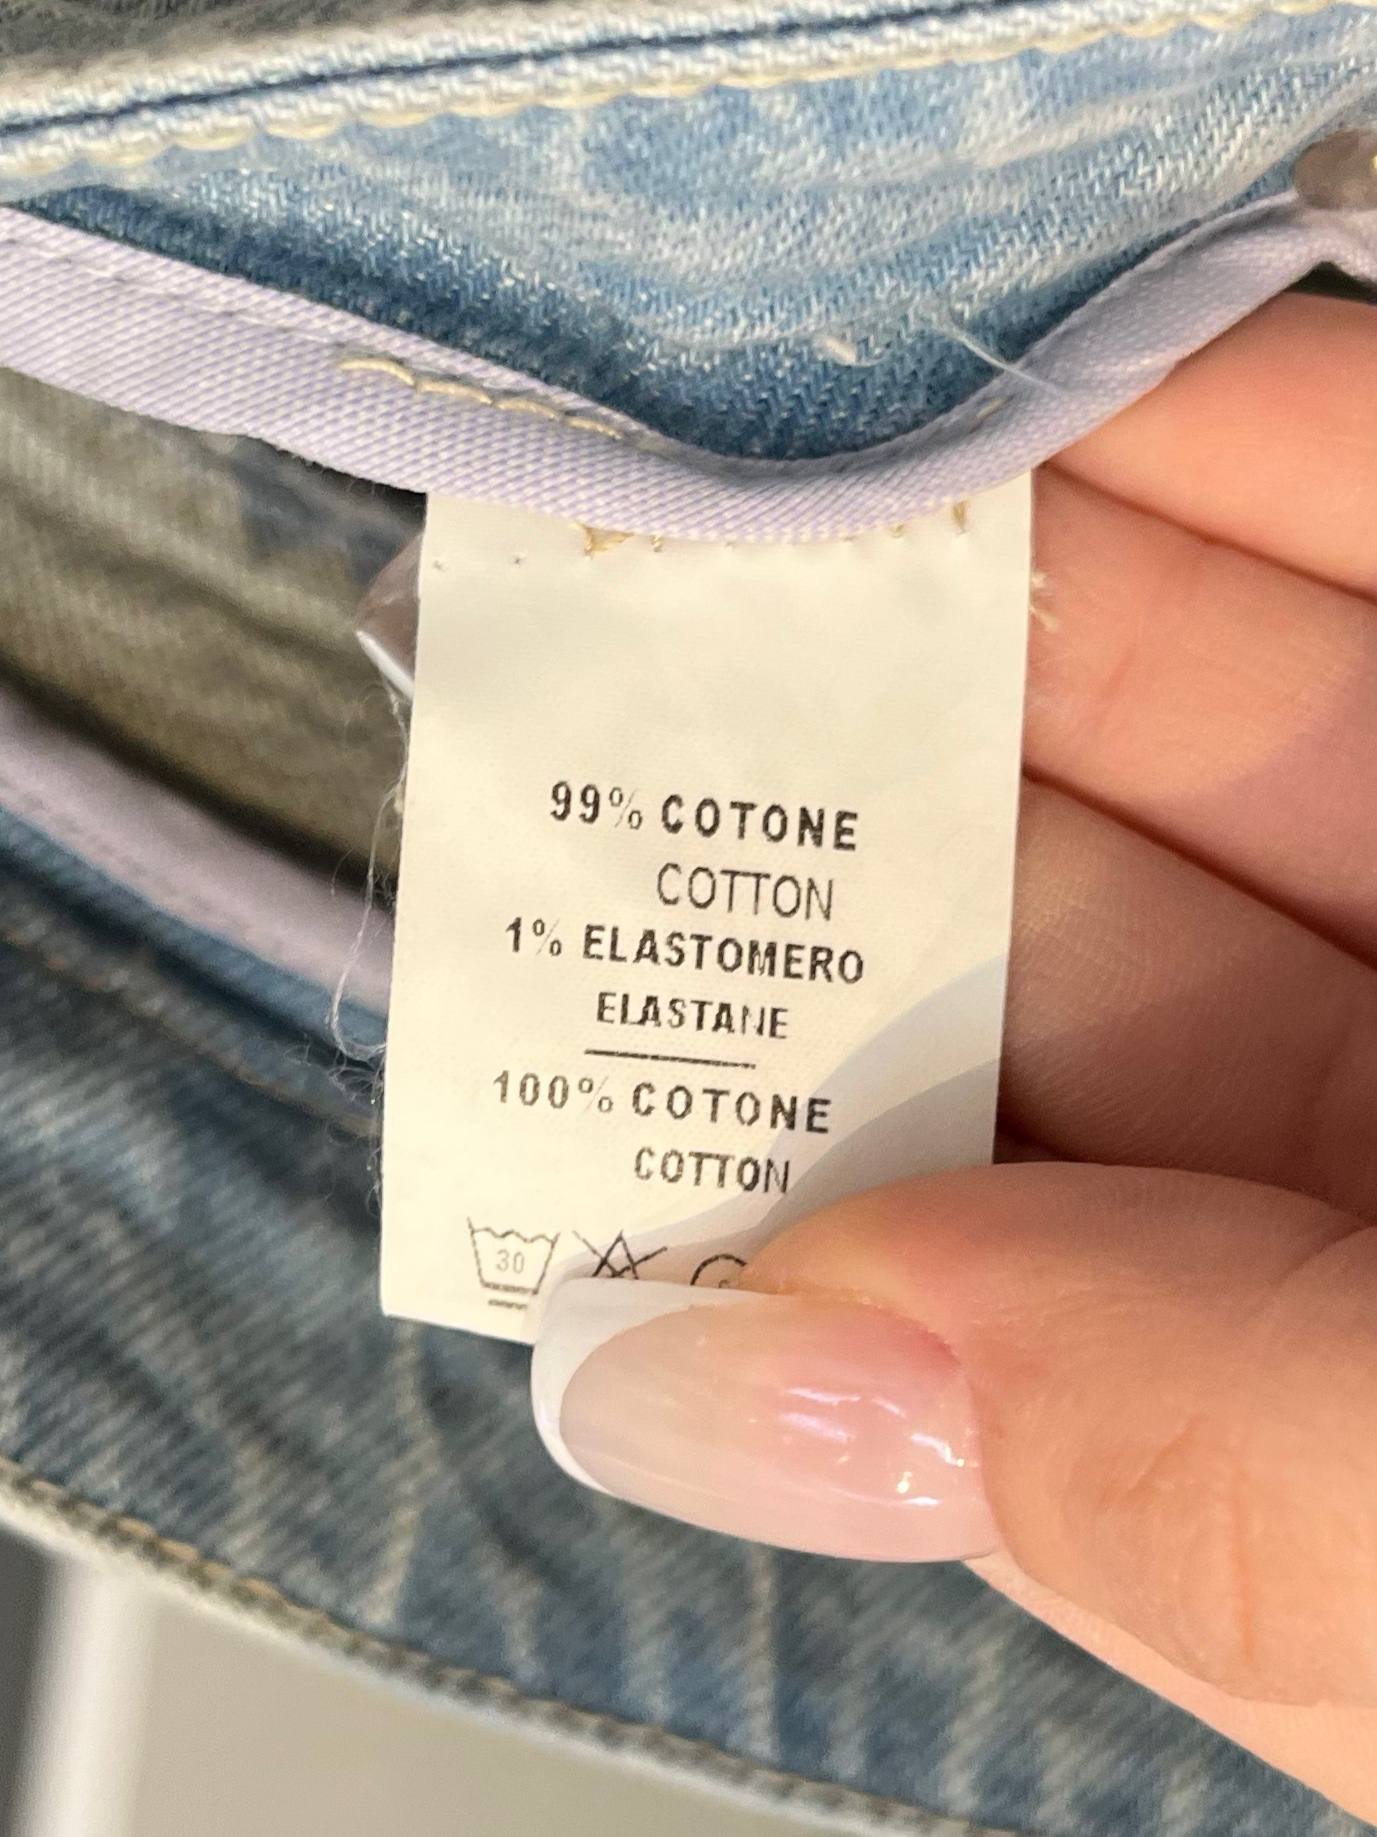 99% COTONE
COTTON
1% ELASTOMERO
ELASTANE
100% COTONE
COTTON
30